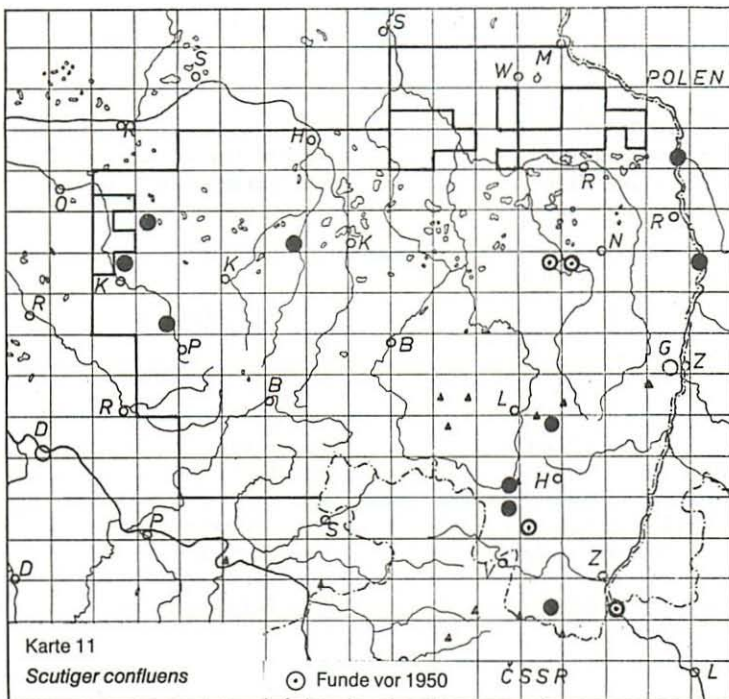 S
M
W
S
POLEN
R
H
R
O
R
N
K
K
K
R
B
P
G
Z
B
R
L
D
H
P
S
D
Z
Karte 11
Scutiger confluens
Funde vor 1950
ČSSR
L